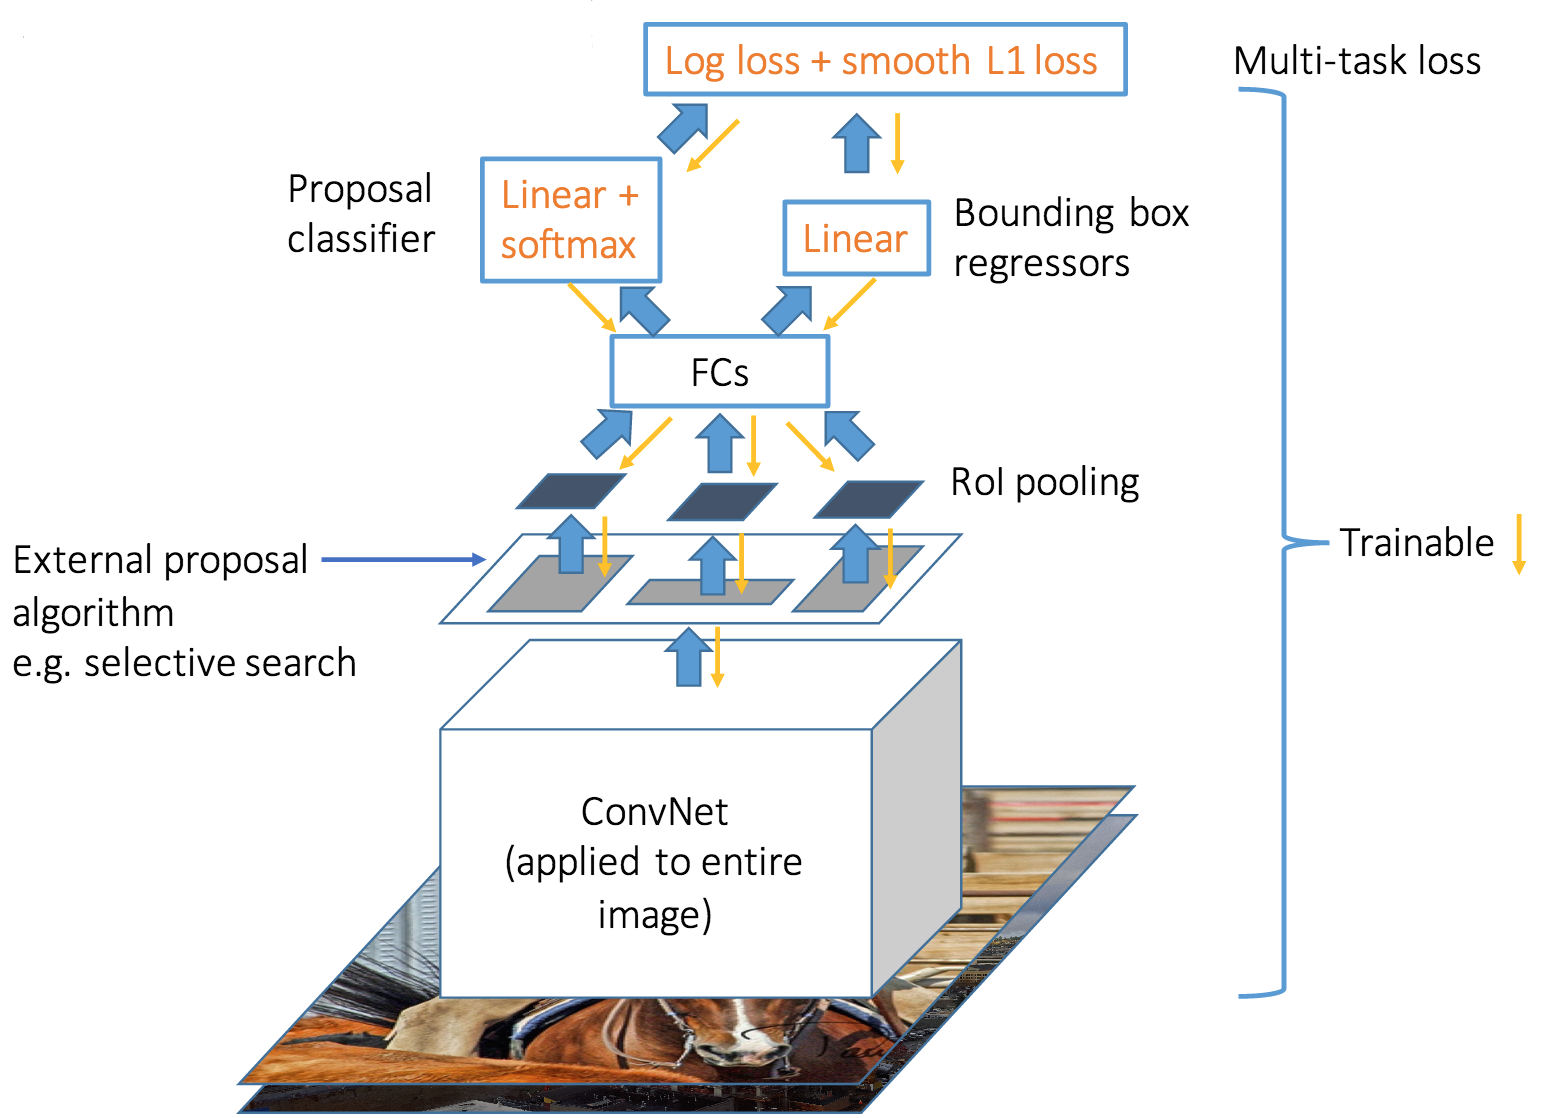 Log loss + smooth L1 loss
Multi-task loss
Proposal
classifier
Linear +
softmax
Linear
Bounding box
regressors
FCs
RoI pooling
External proposal
algorithm
e.g. selective search
Trainable
ConvNet
(applied to entire
image)